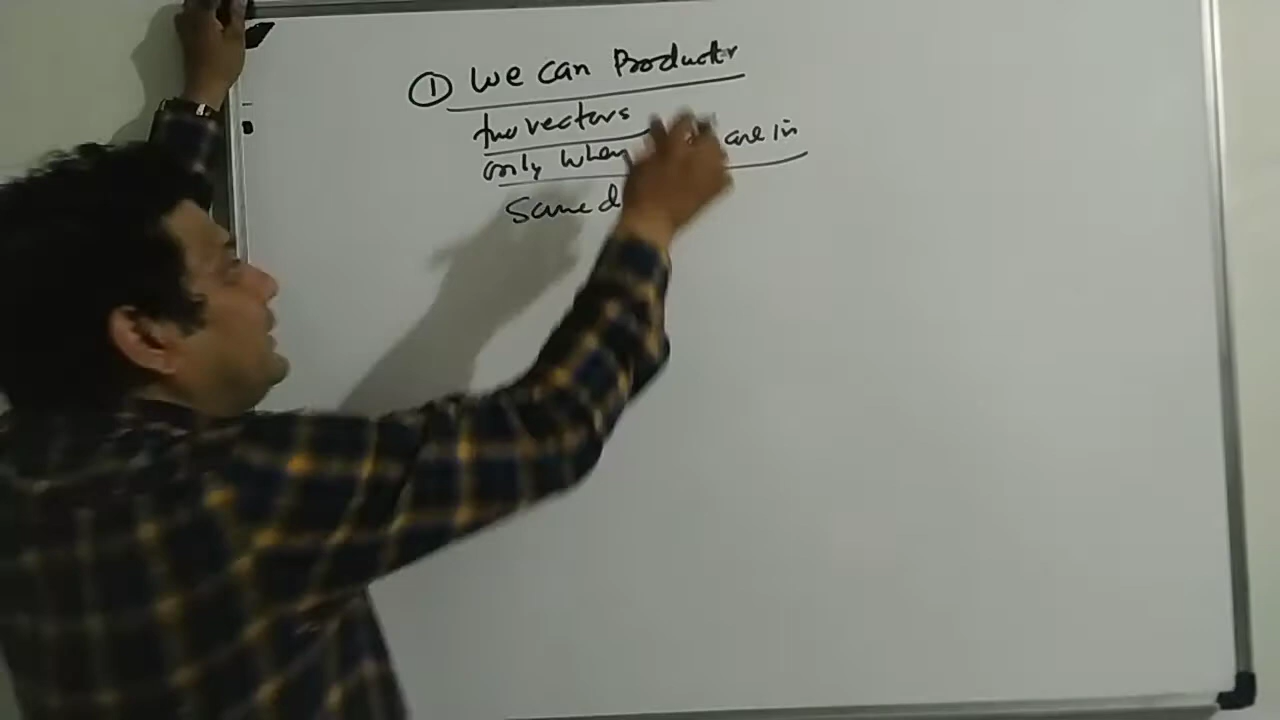 ① We can Product
two vectors
only when are in
Same d